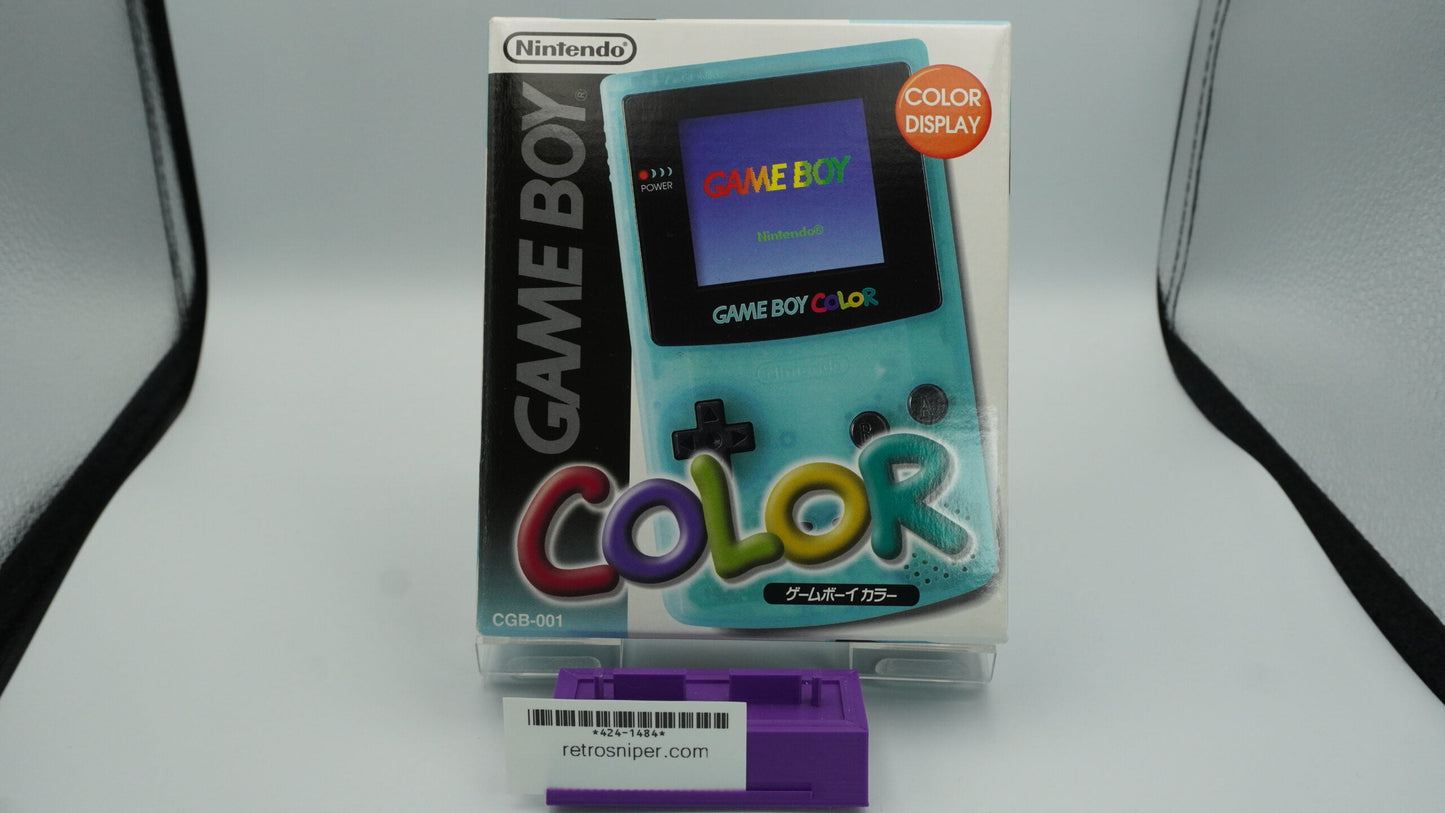 Nintendo®
GAME BOY®
COLOR
DISPLAY
POWER
GAME BOY
Nintendo®
GAME BOY COLOR
Nintendo
A
B
COLOR
ゲームボーイカラー
CGB-001
*424-1484*
retrosniper.com